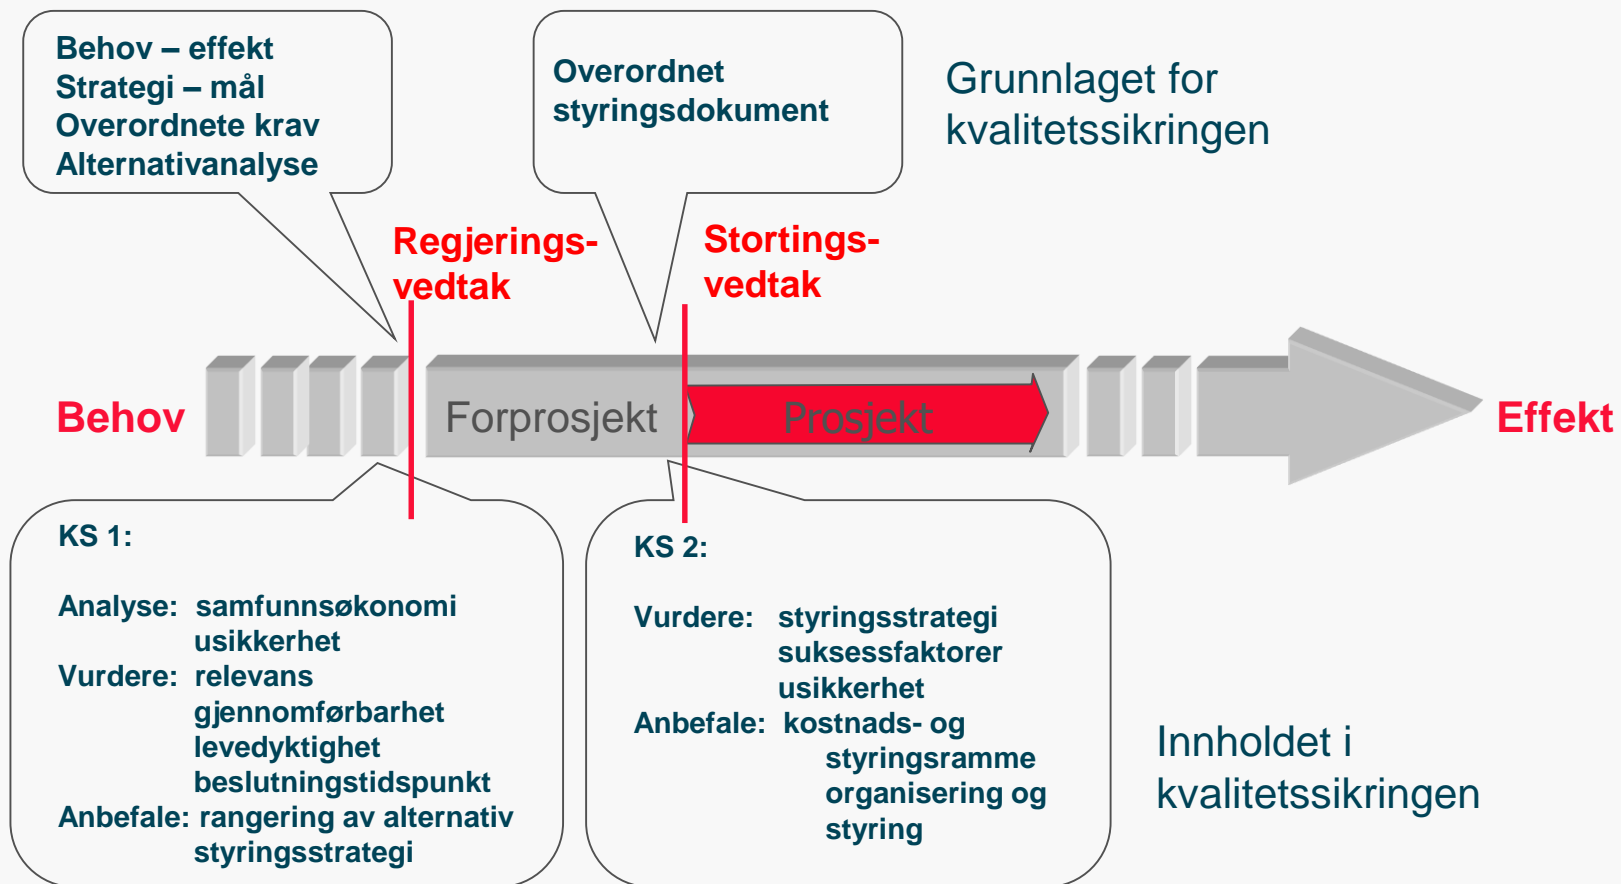 Behov – effekt
Strategi – mål
Overordnete krav
Alternativanalyse
Overordnet
styringsdokument
Grunnlaget for
kvalitetssikringen
Regjerings-
vedtak
Stortings-
vedtak
Behov
Forprosjekt
Prosjekt
Effekt
KS 1:
Analyse: samfunnsøkonomi
usikkerhet
Vurdere: relevans
gjennomførbarhet
levedyktighet
beslutningstidspunkt
Anbefale: rangering av alternativ
styringsstrategi
KS 2:
Vurdere: styringsstrategi
suksessfaktorer
usikkerhet
Anbefale: kostnads- og
styringsramme
organisering og
styring
Innholdet i
kvalitetssikringen